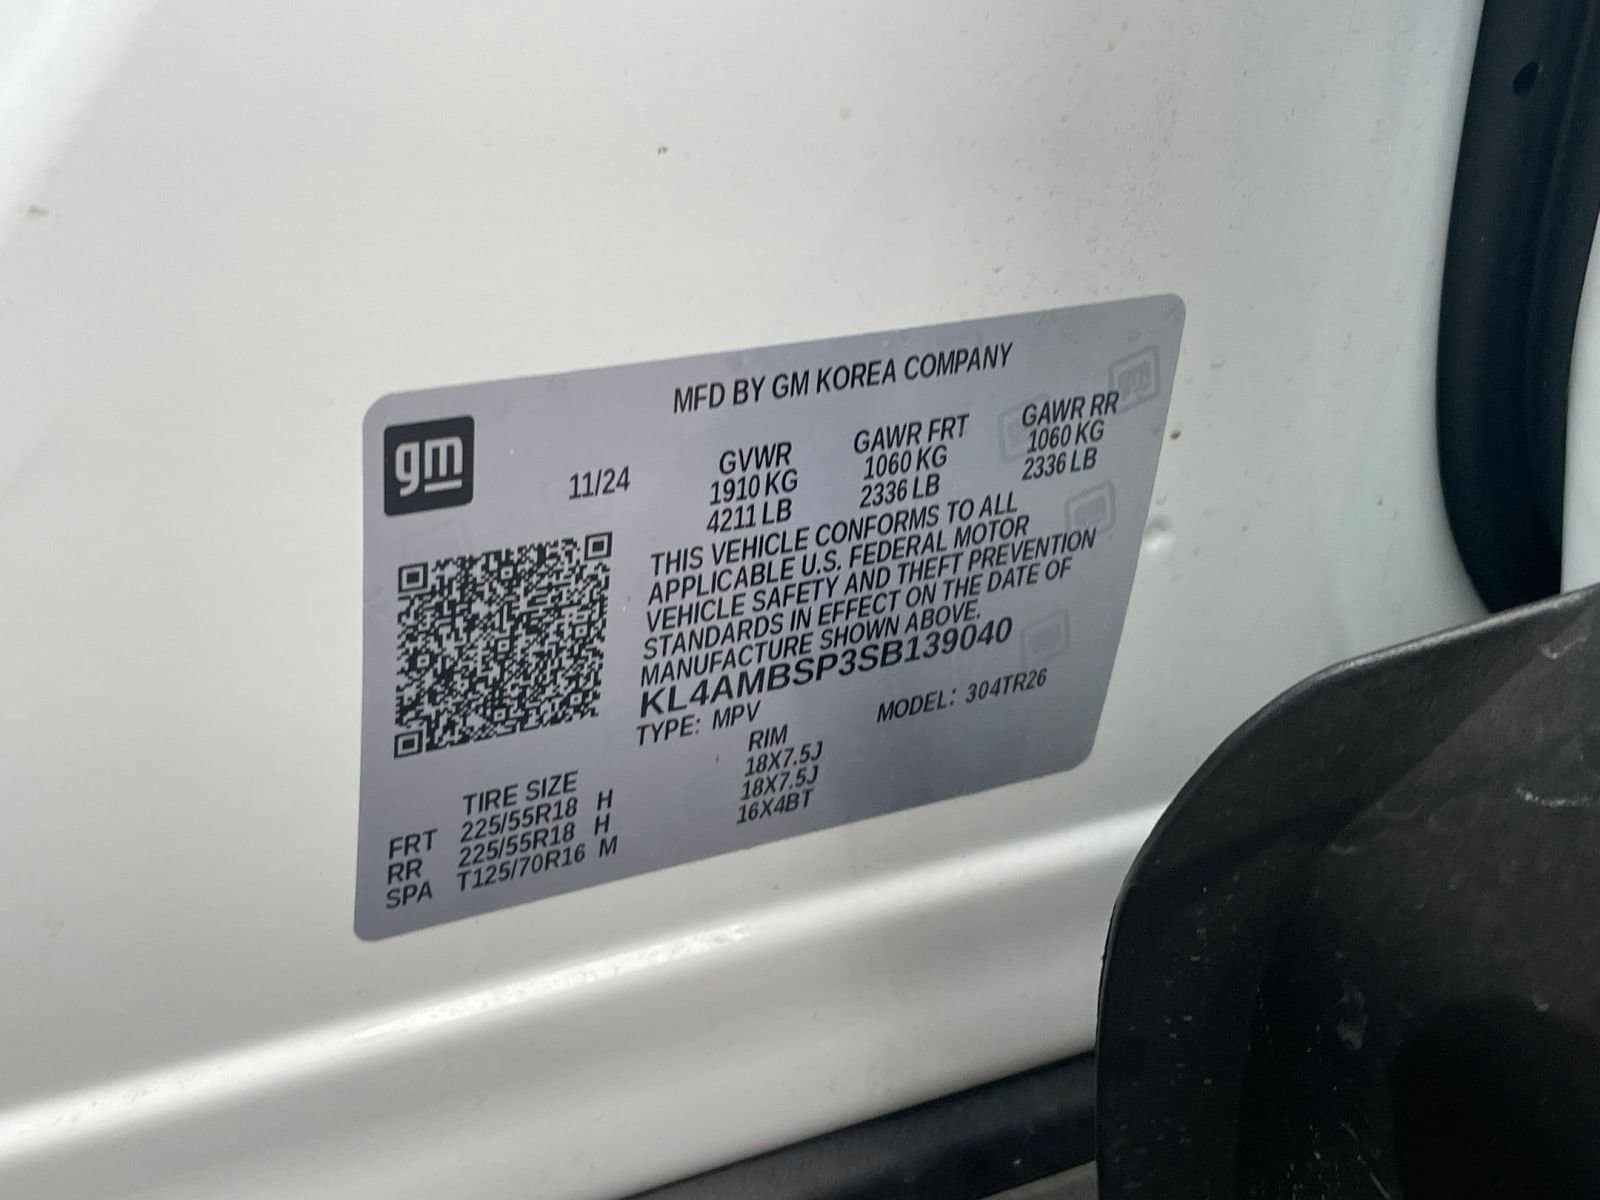 MFD BY GM KOREA COMPANY
gm
11/24
GVWR GAWR FRT GAWR RR
1910 KG 1060 KG 1060 KG
4211 LB 2336 LB 2336 LB
THIS VEHICLE CONFORMS TO ALL
APPLICABLE U.S. FEDERAL MOTOR
VEHICLE SAFETY AND THEFT PREVENTION
STANDARDS IN EFFECT ON THE DATE OF
MANUFACTURE SHOWN ABOVE.
KL4AMBSP3SB139040
TYPE: MPV MODEL: 304TR26
TIRE SIZE RIM
FRT 225/55R18 H 18X7.5J
RR 225/55R18 H 18X7.5J
SPA T125/70R16 M 16X4BT